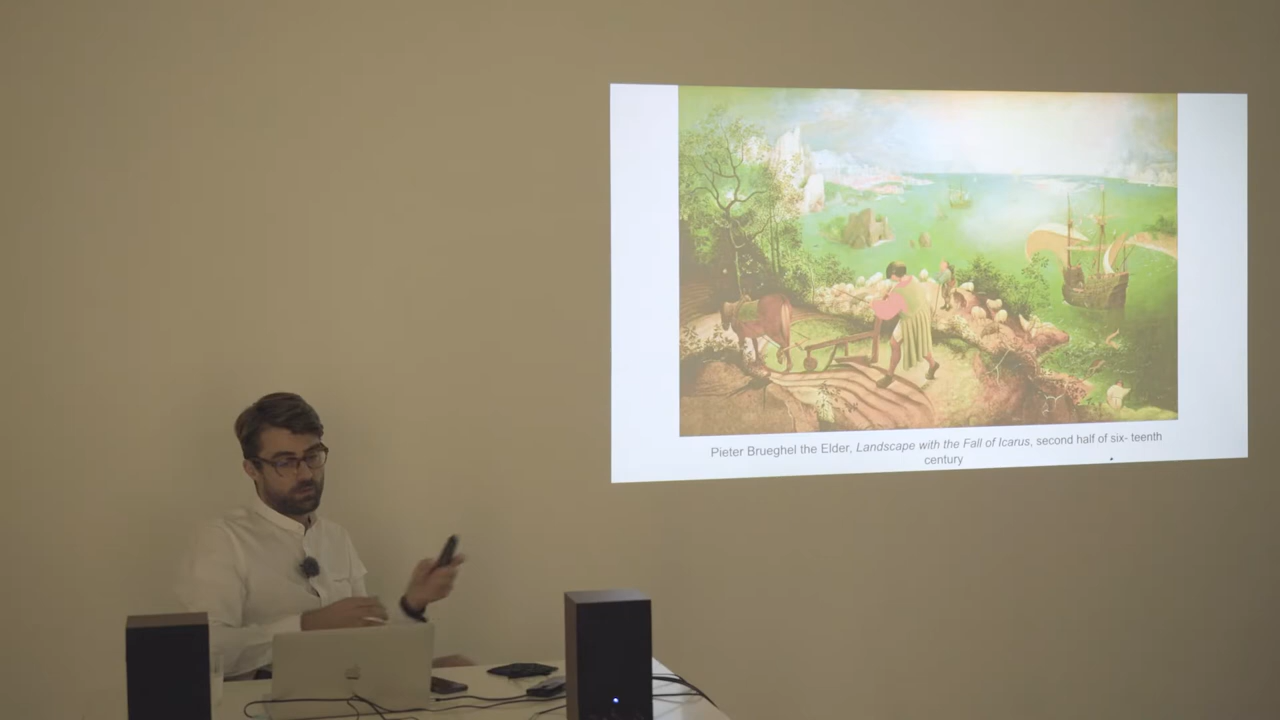 Pieter Brueghel the Elder, Landscape with the Fall of Icarus, second half of six- teenth
century